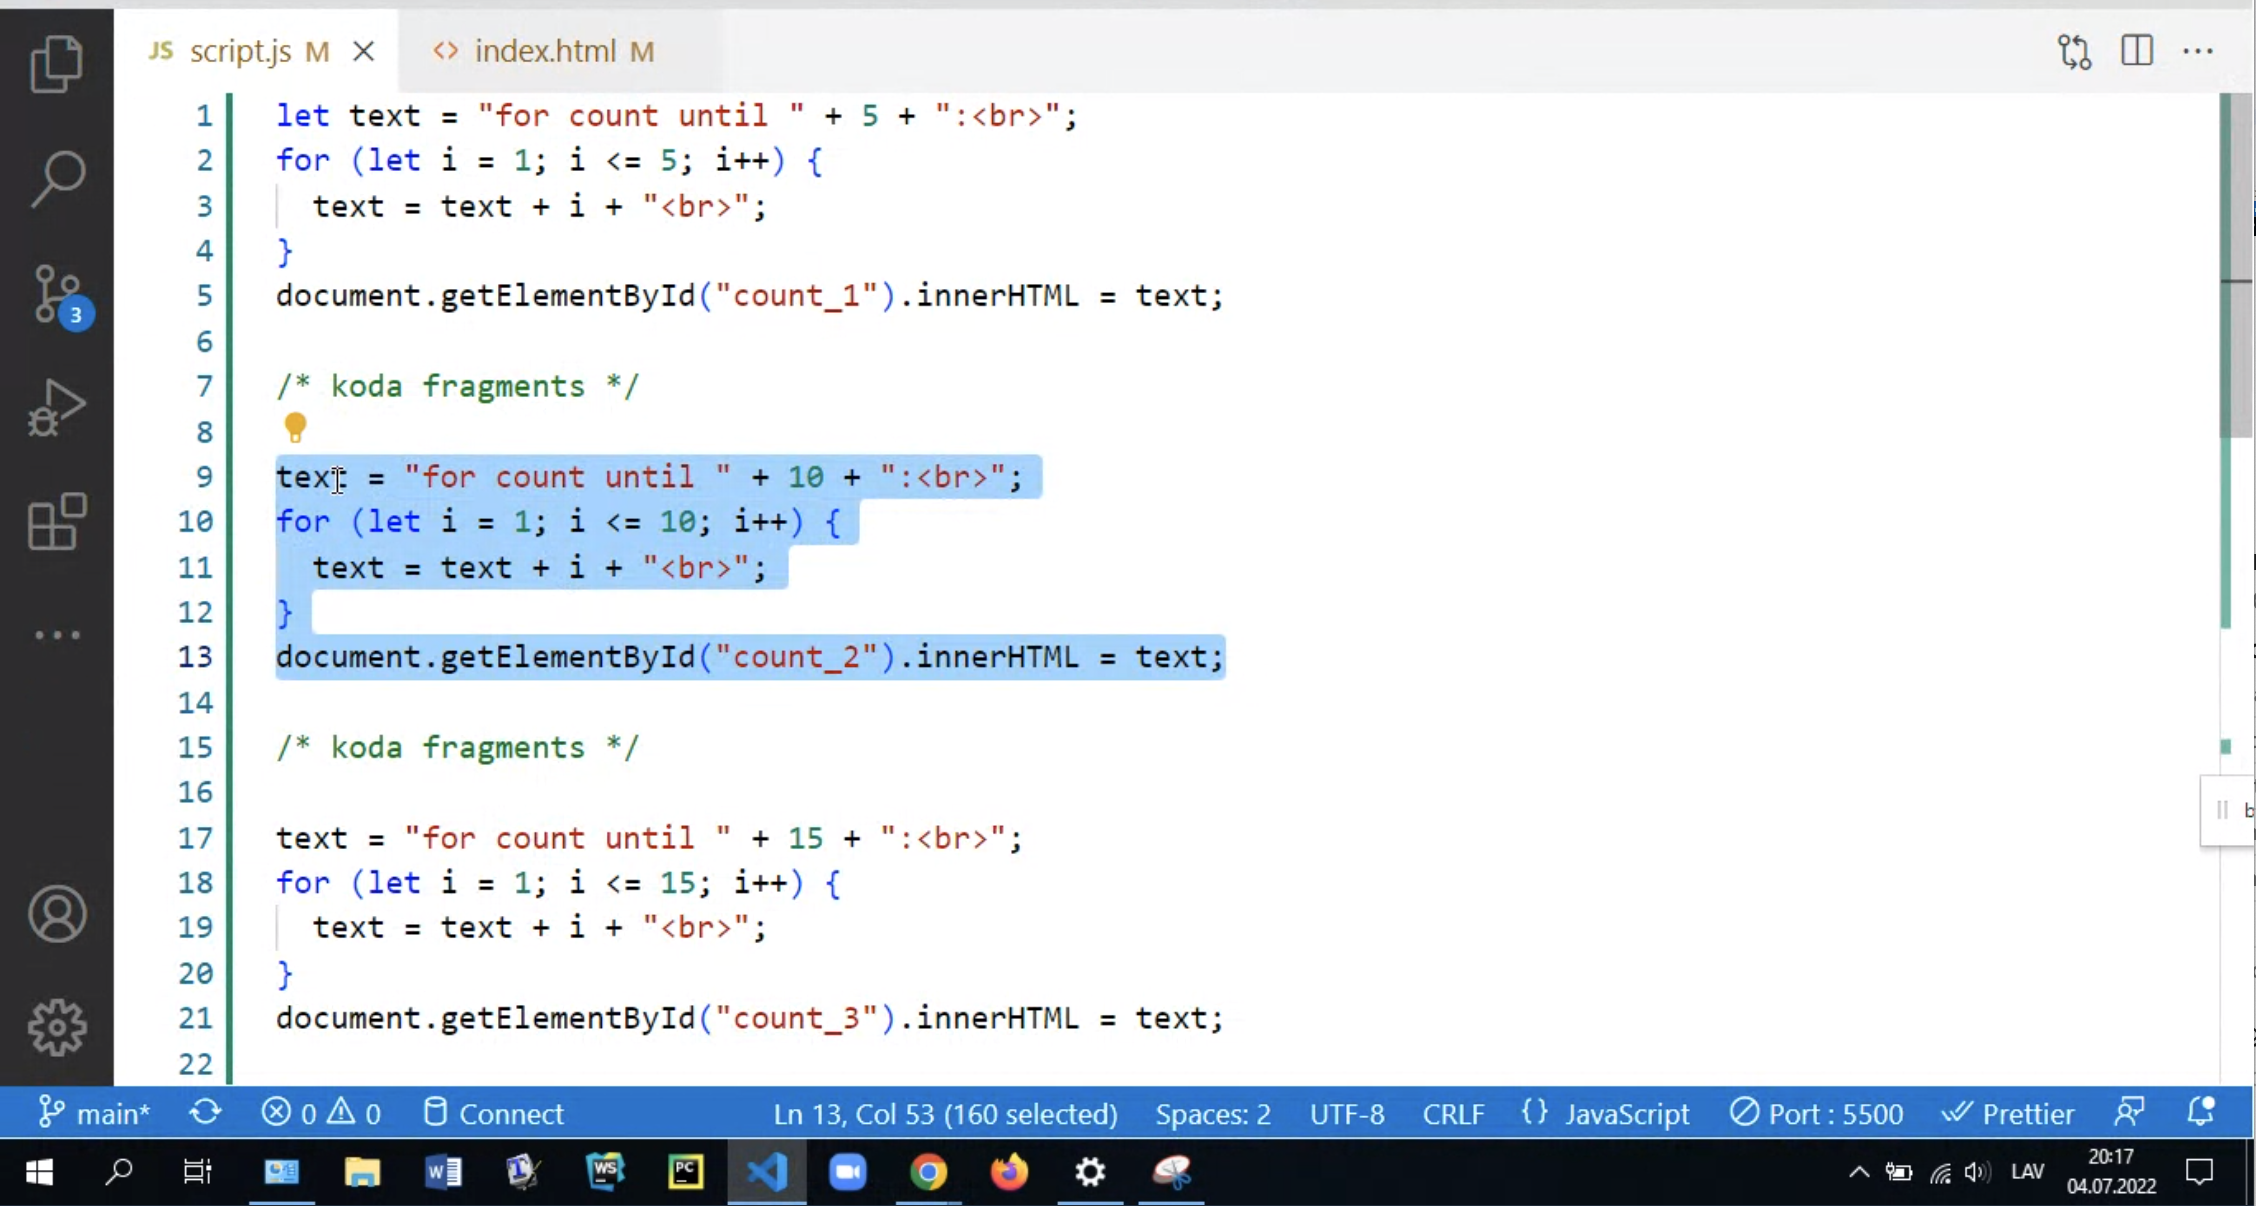 JS script.js M
<> index.html M
1 let text = "for count until " + 5 + ":<br>";
2 for (let i = 1; i <= 5; i++) {
3 text = text + i + "<br>";
4 }
5 document.getElementById("count_1").innerHTML = text;
6
7 /* koda fragments */
8
9 text = "for count until " + 10 + ":<br>";
10 for (let i = 1; i <= 10; i++) {
11 text = text + i + "<br>";
12 }
13 document.getElementById("count_2").innerHTML = text;
14
15 /* koda fragments */
16
17 text = "for count until " + 15 + ":<br>";
18 for (let i = 1; i <= 15; i++) {
19 text = text + i + "<br>";
20 }
21 document.getElementById("count_3").innerHTML = text;
22
3
b
main* 0 0 Connect Ln 13, Col 53 (160 selected) Spaces: 2 UTF-8 CRLF {} JavaScript Port : 5500 Prettier
W WS PC LAV 20:17
04.07.2022